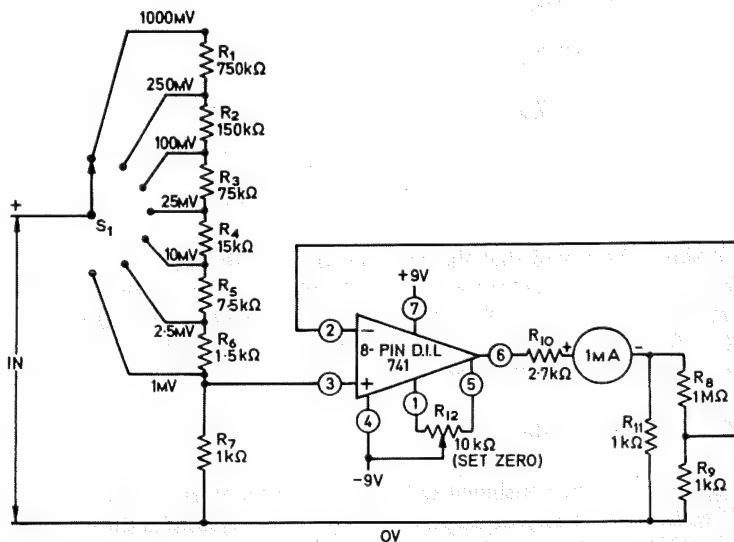 1000MV
R1
750kΩ
250MV
R2
150kΩ
100MV
R3
75kΩ
25MV
+
S1
R4
15kΩ
10MV
R5
7·5kΩ
2·5MV
R6
1·5kΩ
1MV
IN
R7
1kΩ
+9V
7
2
−
8- PIN D.I.L
741
6
R10
2·7kΩ
+
1MA
-
3
+
5
4
1
R12
10kΩ
(SET ZERO)
-9V
R11
1kΩ
R8
1MΩ
R9
1kΩ
0V